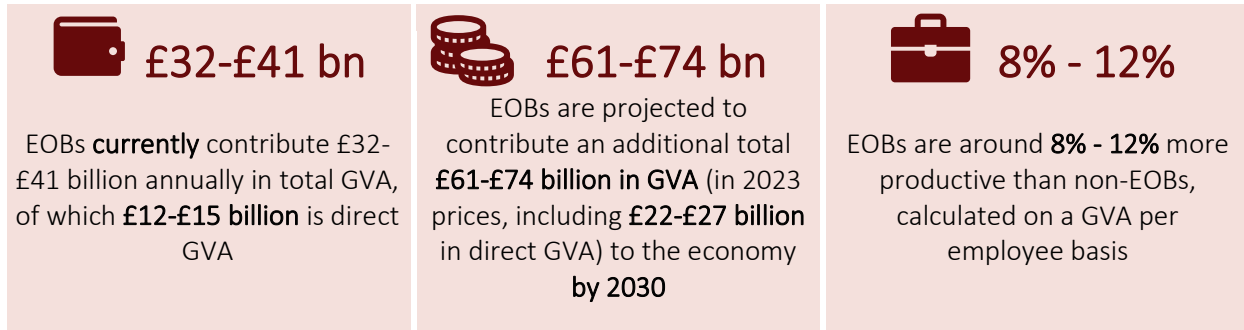 £32-£41 bn
EOBs currently contribute £32-
£41 billion annually in total GVA,
of which £12-£15 billion is direct
GVA
£61-£74 bn
EOBs are projected to
contribute an additional total
£61-£74 billion in GVA (in 2023
prices, including £22-£27 billion
in direct GVA) to the economy
by 2030
8% - 12%
EOBs are around 8% - 12% more
productive than non-EOBs,
calculated on a GVA per
employee basis